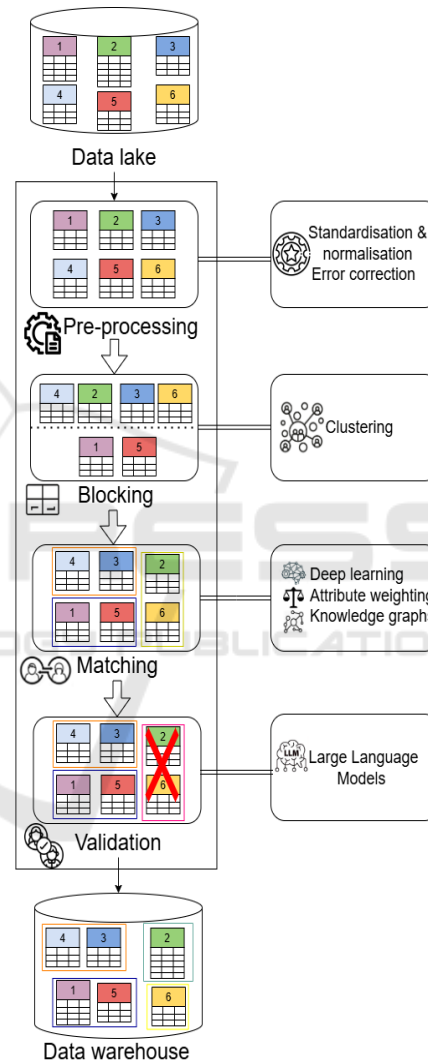 1 2 3
4 5 6
Data lake
1 2 3
4 5 6
Standardisation &
normalisation
Error correction
Pre-processing
4 2 3 6
1 5
Clustering
Blocking
4 3 2
1 5 6
Deep learning
Attribute weighting
Knowledge graphs
Matching
4 3 2
1 5 6
LLM
Large Language
Models
Validation
4 3 2
1 5 6
Data warehouse